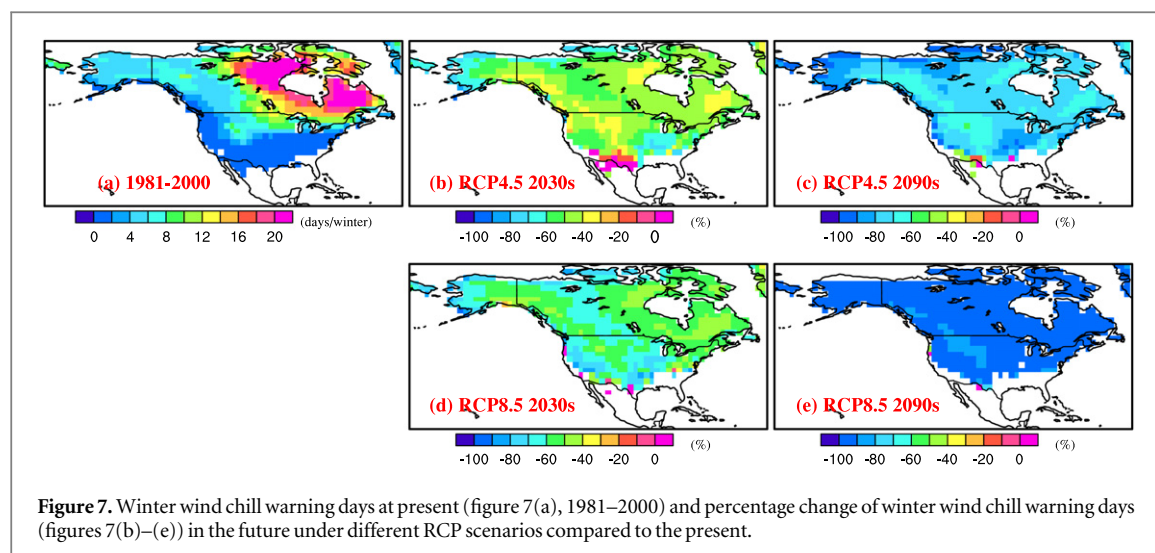 (a) 1981-2000
(b) RCP4.5 2030s
(c) RCP4.5 2090s
0 4 8 12 16 20 (days/winter)
-100 -80 -60 -40 -20 0 (%)
-100 -80 -60 -40 -20 0 (%)
(d) RCP8.5 2030s
(e) RCP8.5 2090s
-100 -80 -60 -40 -20 0 (%)
-100 -80 -60 -40 -20 0 (%)
Figure 7. Winter wind chill warning days at present (figure 7(a), 1981–2000) and percentage change of winter wind chill warning days
(figures 7(b)–(e)) in the future under different RCP scenarios compared to the present.